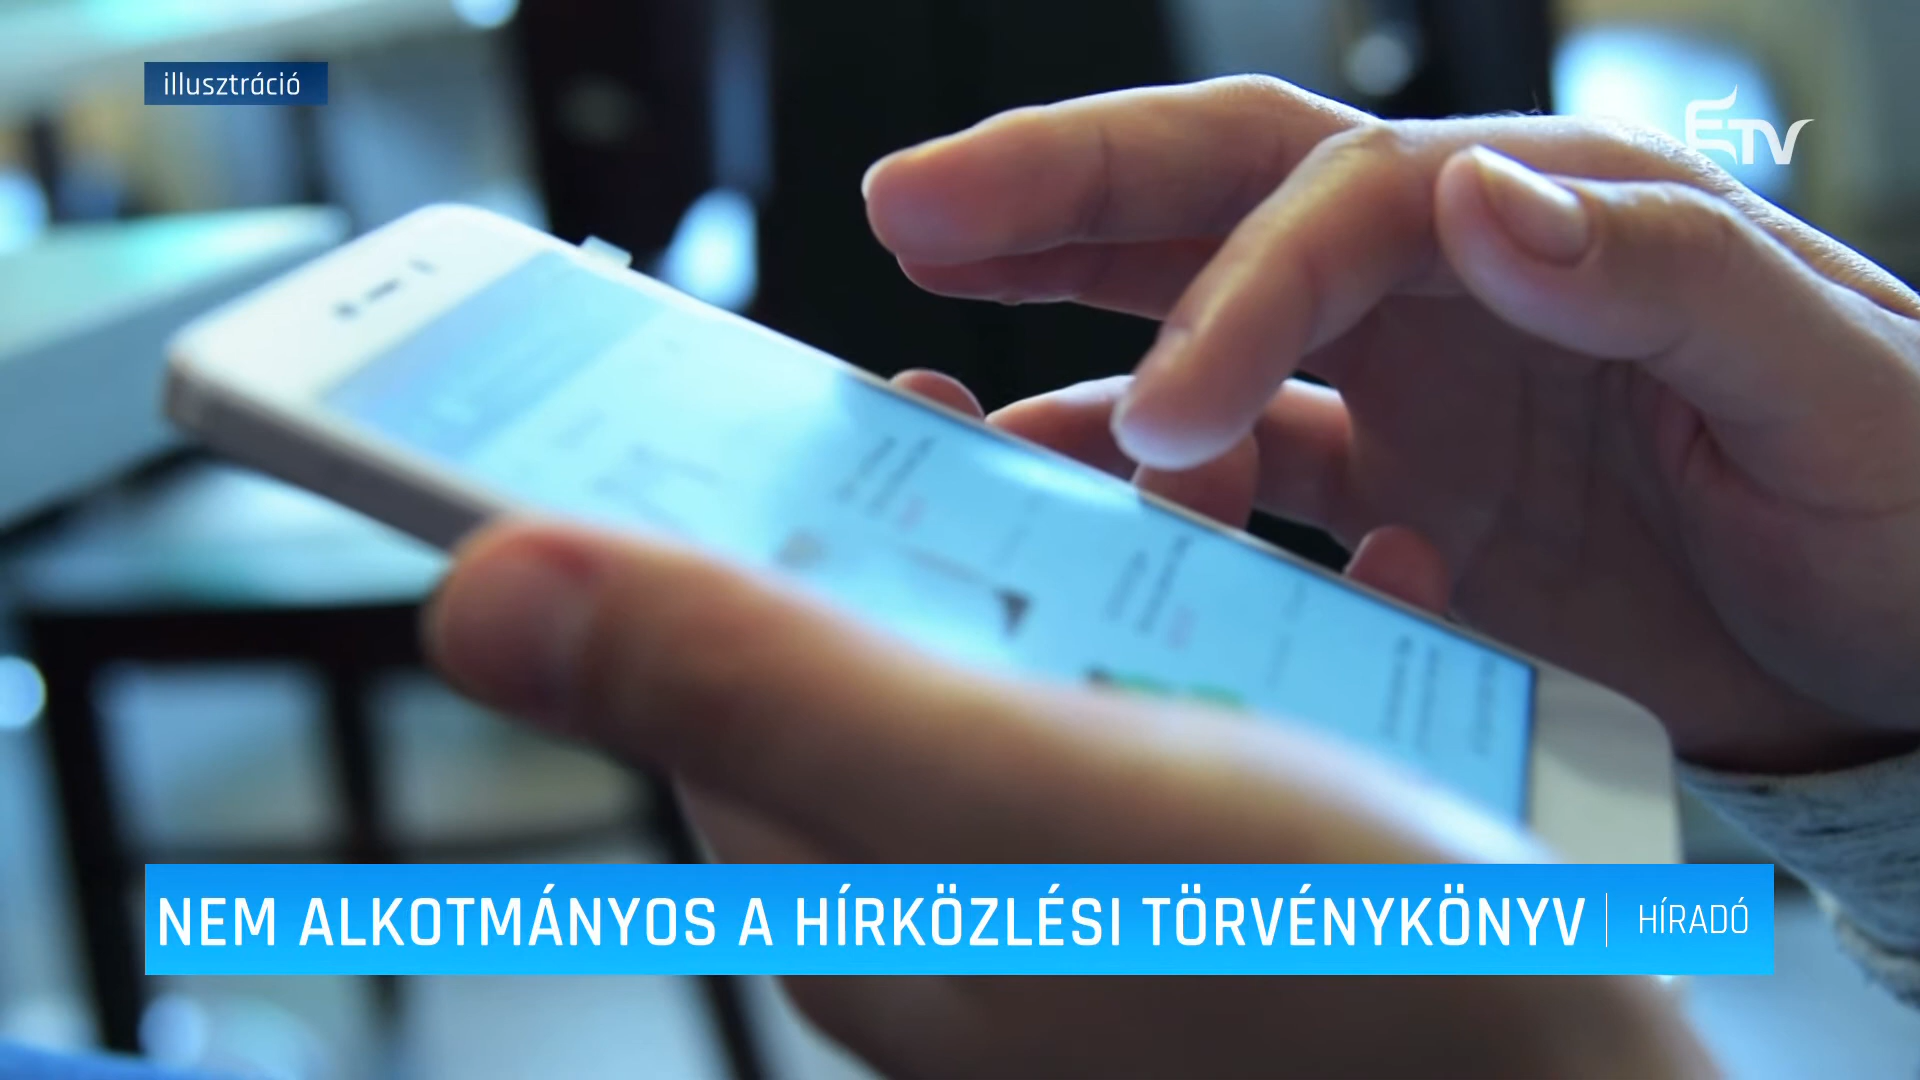 illusztráció
ETV
NEM ALKOTMÁNYOS A HÍRKÖZLÉSI TÖRVÉNYKÖNYV
HÍRADÓ